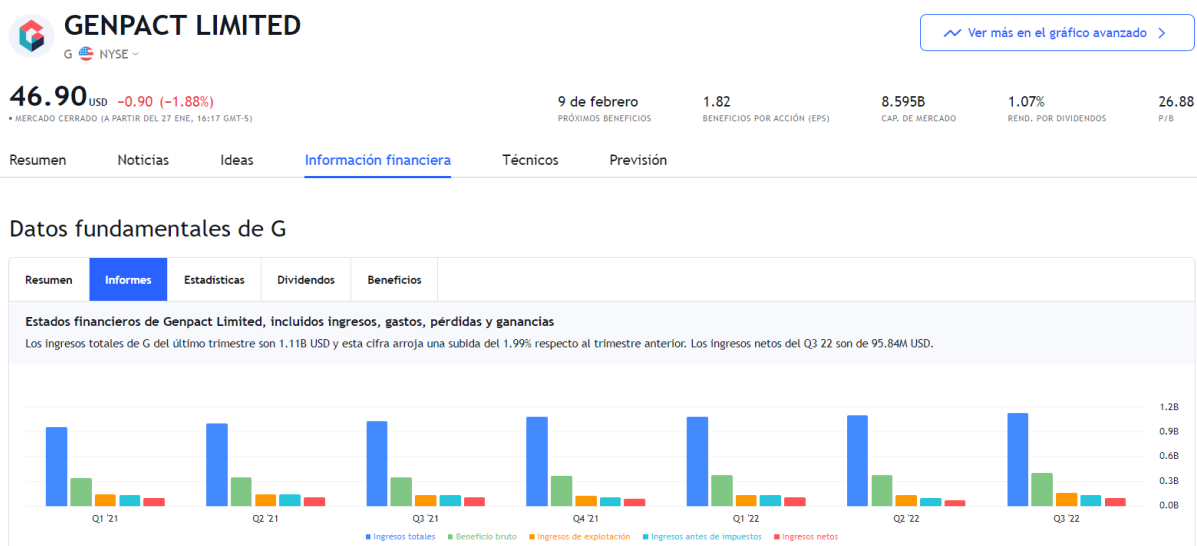 GENPACT LIMITED
G NYSE
Ver más en el gráfico avanzado
46.90 USD −0.90 (−1.88%)
• MERCADO CERRADO (A PARTIR DEL 27 ENE, 16:17 GMT-5)
9 de febrero
PRÓXIMOS BENEFICIOS
1.82
BENEFICIOS POR ACCIÓN (EPS)
8.595B
CAP. DE MERCADO
1.07%
REND. POR DIVIDENDOS
26.88
P/B
Resumen Noticias Ideas Información financiera Técnicos Previsión
Datos fundamentales de G
Resumen Informes Estadísticas Dividendos Beneficios
Estados financieros de Genpact Limited, incluidos ingresos, gastos, pérdidas y ganancias
Los ingresos totales de G del último trimestre son 1.11B USD y esta cifra arroja una subida del 1.99% respecto al trimestre anterior. Los ingresos netos del Q3 22 son de 95.84M USD.
1.2B
0.9B
0.6B
0.3B
0.0B
Q1 '21 Q2 '21 Q3 '21 Q4 '21 Q1 '22 Q2 '22 Q3 '22
Ingresos totales Beneficio bruto Ingresos de explotación Ingresos antes de impuestos Ingresos netos